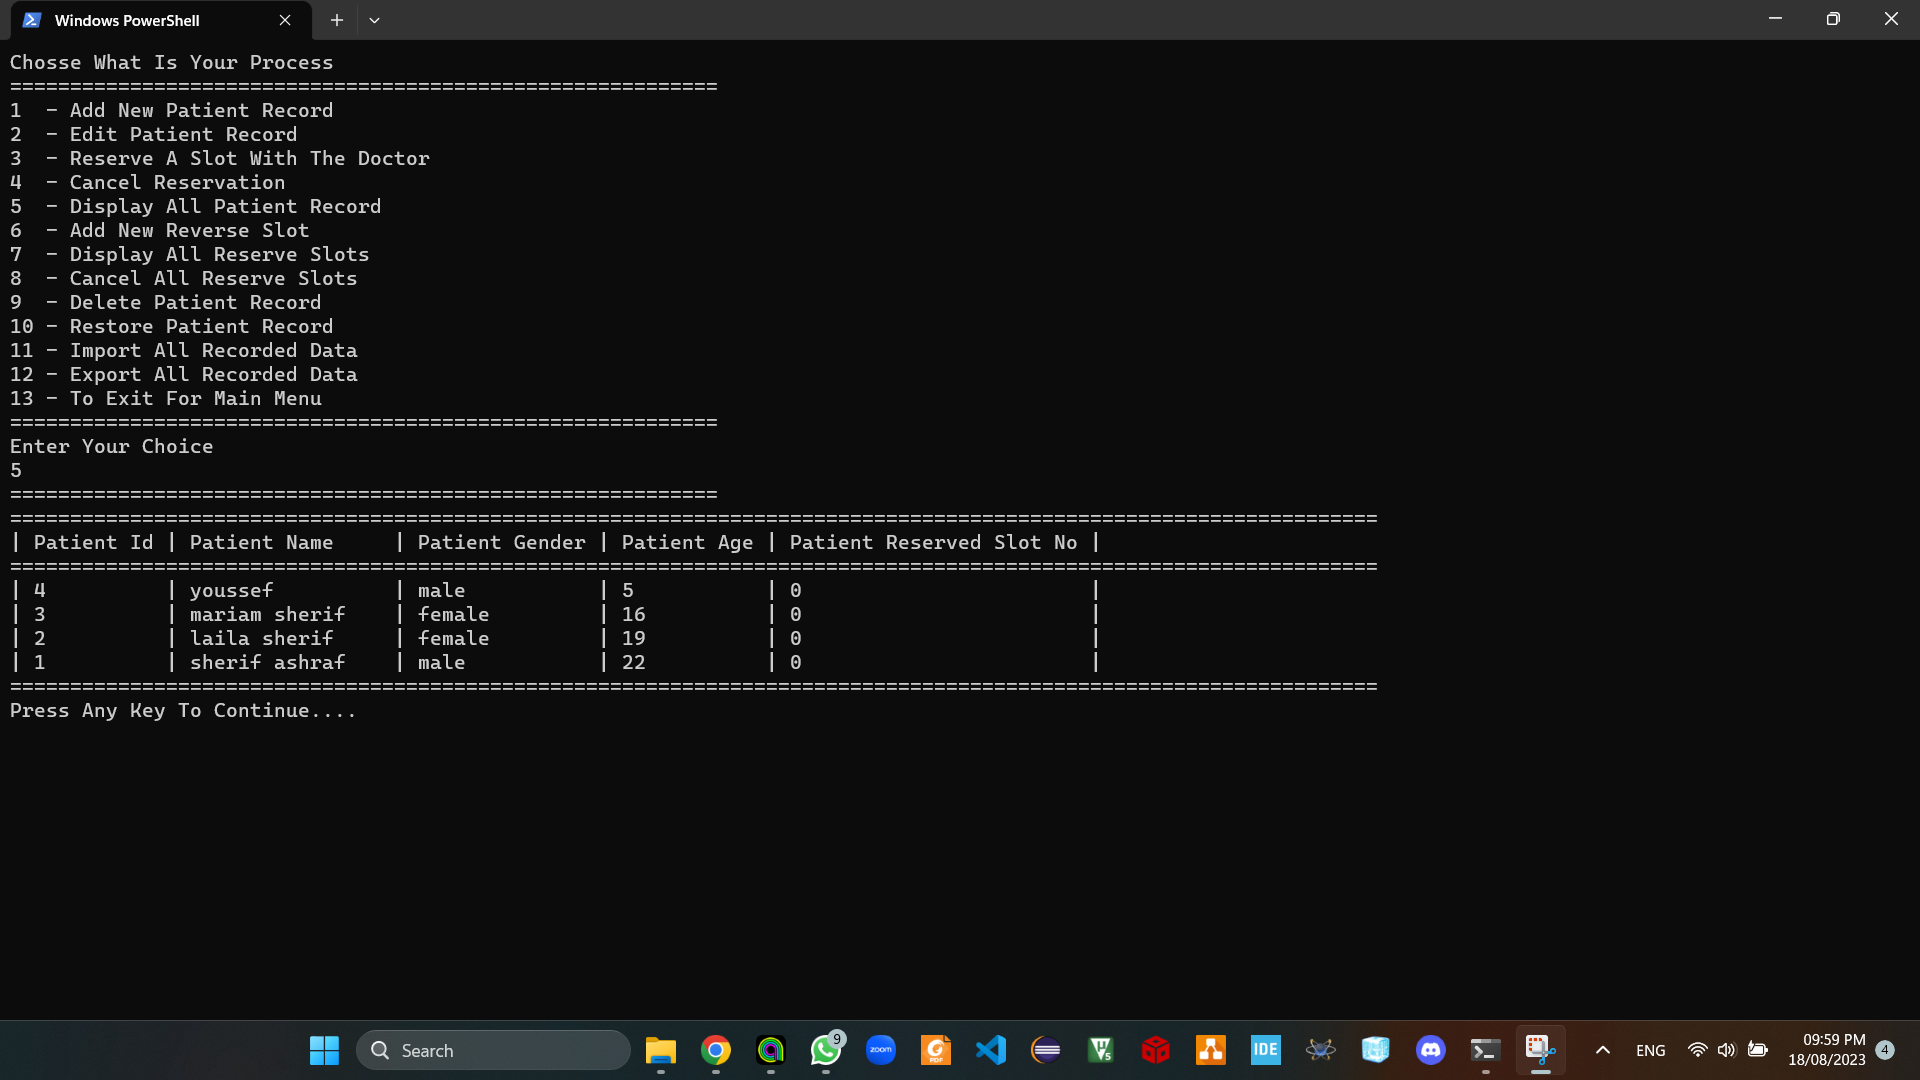 Windows PowerShell
Chosse What Is Your Process
===========================================================
1  - Add New Patient Record
2  - Edit Patient Record
3  - Reserve A Slot With The Doctor
4  - Cancel Reservation
5  - Display All Patient Record
6  - Add New Reverse Slot
7  - Display All Reserve Slots
8  - Cancel All Reserve Slots
9  - Delete Patient Record
10 - Restore Patient Record
11 - Import All Recorded Data
12 - Export All Recorded Data
13 - To Exit For Main Menu
===========================================================
Enter Your Choice
5
===========================================================
==================================================================================================================
| Patient Id | Patient Name     | Patient Gender | Patient Age | Patient Reserved Slot No |
==================================================================================================================
| 4          | youssef          | male           | 5           | 0                        |
| 3          | mariam sherif    | female         | 16          | 0                        |
| 2          | laila sherif     | female         | 19          | 0                        |
| 1          | sherif ashraf    | male           | 22          | 0                        |
==================================================================================================================
Press Any Key To Continue....
Search
9
zoom
PDF
5
IDE
ENG
09:59 PM
18/08/2023
4